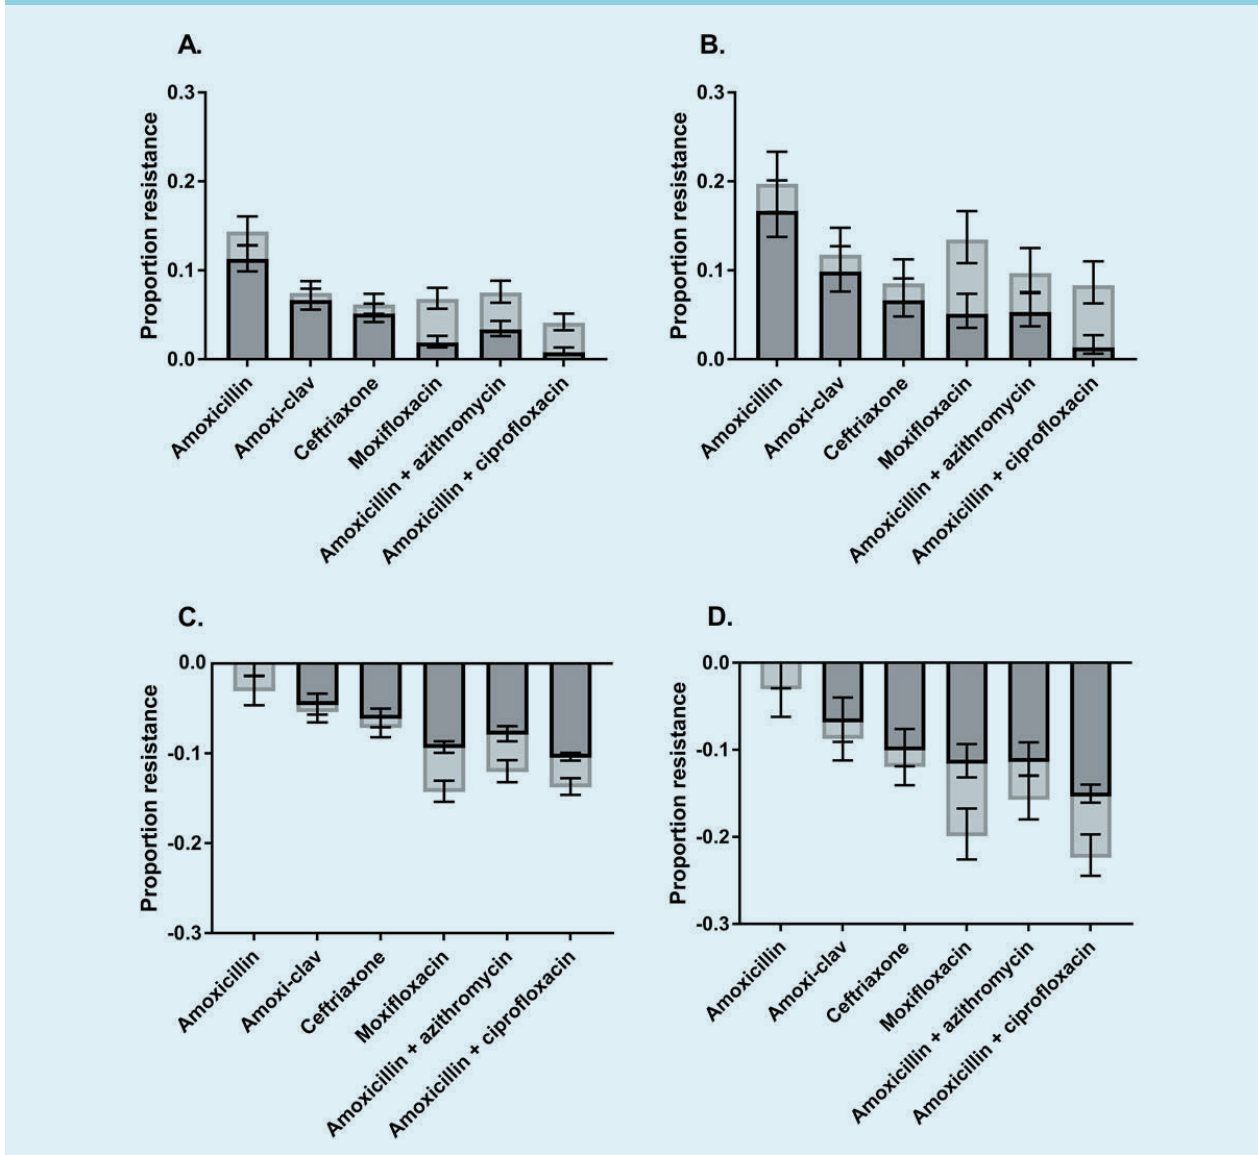 A.
Proportion resistance
0.3
0.2
0.1
0.0
Amoxicillin
Amoxi-clav
Ceftriaxone
Moxifloxacin
Amoxicillin + azithromycin
Amoxicillin + ciprofloxacin
B.
Proportion resistance
0.3
0.2
0.1
0.0
Amoxicillin
Amoxi-clav
Ceftriaxone
Moxifloxacin
Amoxicillin + azithromycin
Amoxicillin + ciprofloxacin
C.
Proportion resistance
0.0
-0.1
-0.2
-0.3
Amoxicillin
Amoxi-clav
Ceftriaxone
Moxifloxacin
Amoxicillin + azithromycin
Amoxicillin + ciprofloxacin
D.
Proportion resistance
0.0
-0.1
-0.2
-0.3
Amoxicillin
Amoxi-clav
Ceftriaxone
Moxifloxacin
Amoxicillin + azithromycin
Amoxicillin + ciprofloxacin